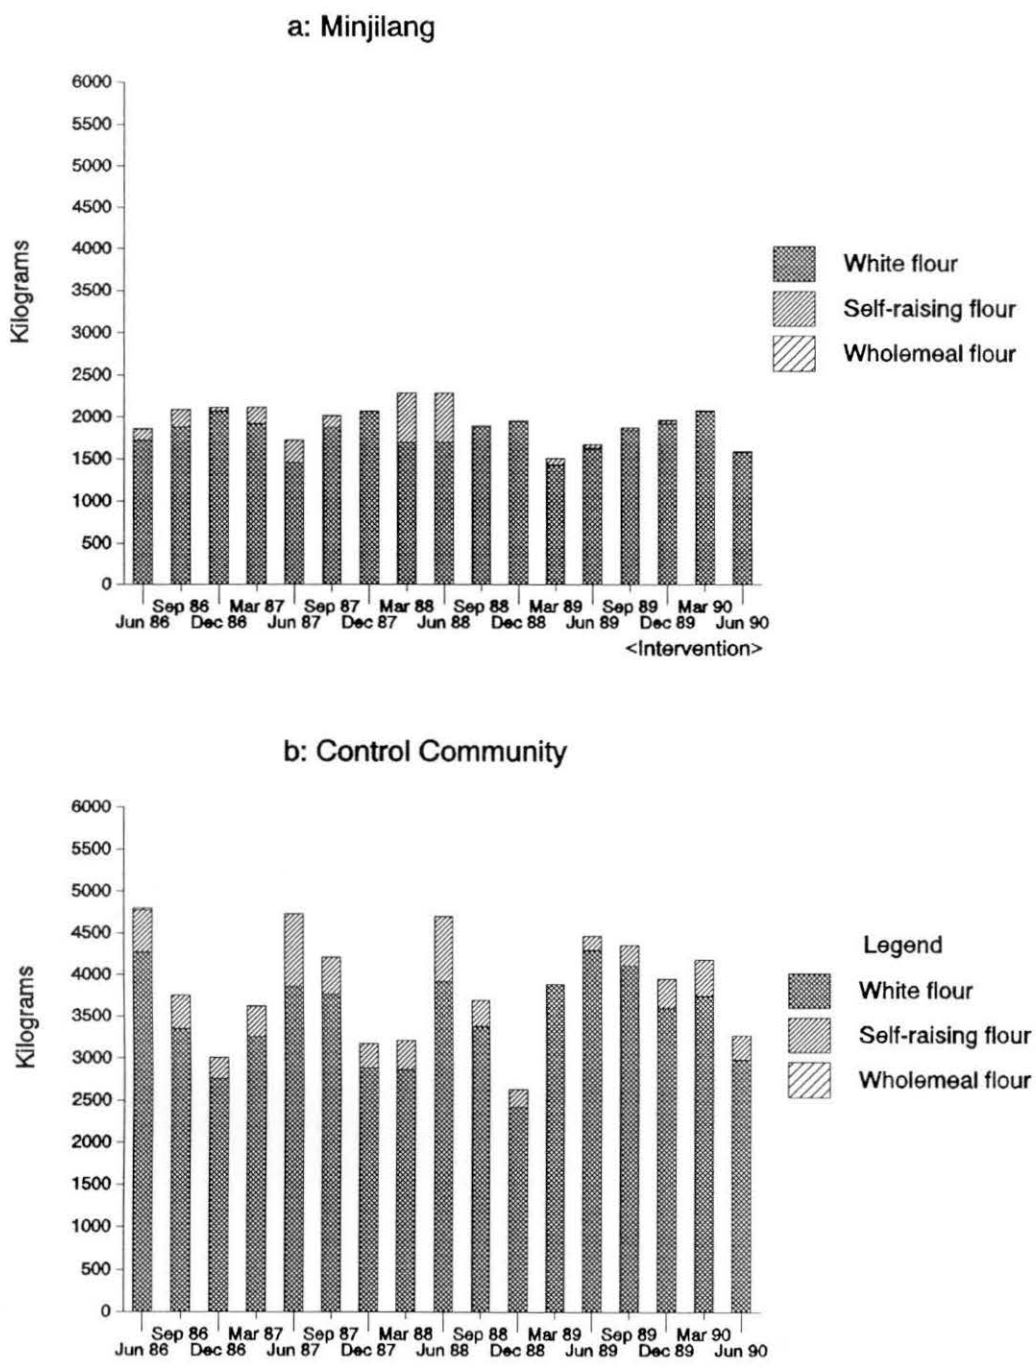 a: Minjilang
6000
5500
5000
4500
4000
3500
3000
2500
2000
1500
1000
500
0
Kilograms
White flour
Self-raising flour
Wholemeal flour
Sep 86 Mar 87 Sep 87 Mar 88 Sep 88 Mar 89 Sep 89 Mar 90
Jun 86 Dec 86 Jun 87 Dec 87 Jun 88 Dec 88 Jun 89 Dec 89 Jun 90
<Intervention>
b: Control Community
6000
5500
5000
4500
4000
3500
3000
2500
2000
1500
1000
500
0
Kilograms
Legend
White flour
Self-raising flour
Wholemeal flour
Sep 86 Mar 87 Sep 87 Mar 88 Sep 88 Mar 89 Sep 89 Mar 90
Jun 86 Dec 86 Jun 87 Dec 87 Jun 88 Dec 88 Jun 89 Dec 89 Jun 90